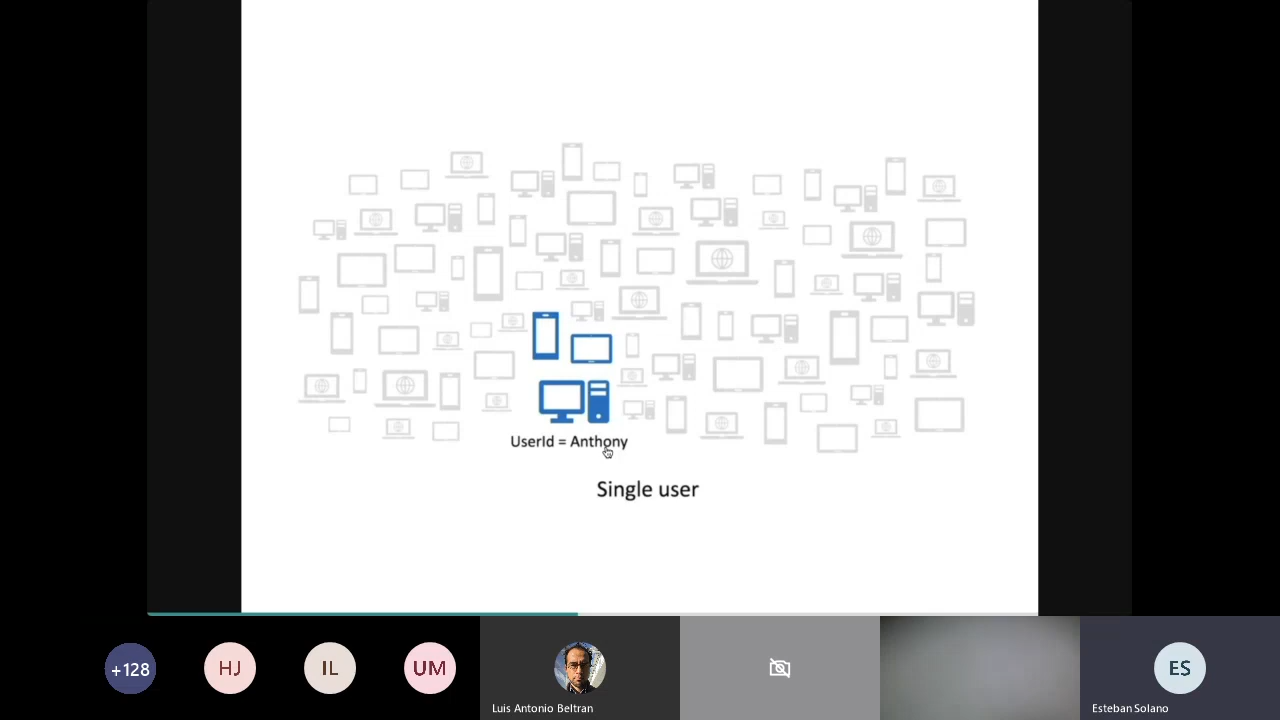 UserId = Anthony
Single user
+128
HJ
IL
UM
ES
Luis Antonio Beltran
Esteban Solano